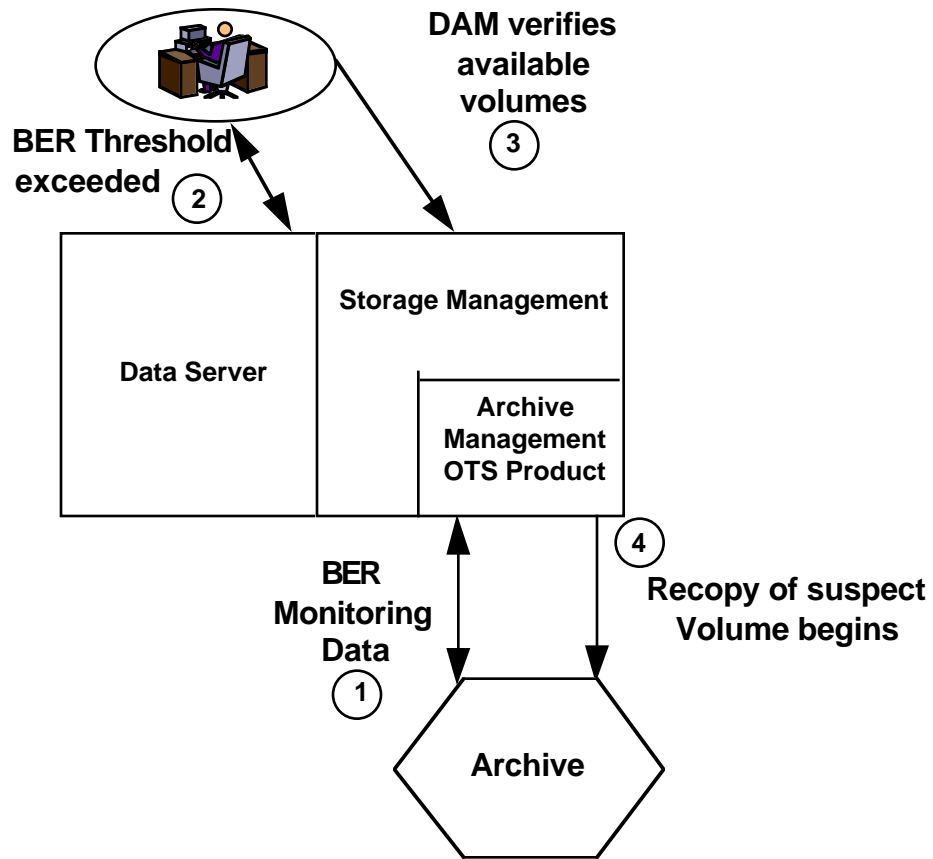 DAM verifies
available
volumes
3
BER Threshold
exceeded
2
Storage Management
Data Server
Archive
Management
OTS Product
4
BER
Monitoring
Data
1
Recopy of suspect
Volume begins
Archive